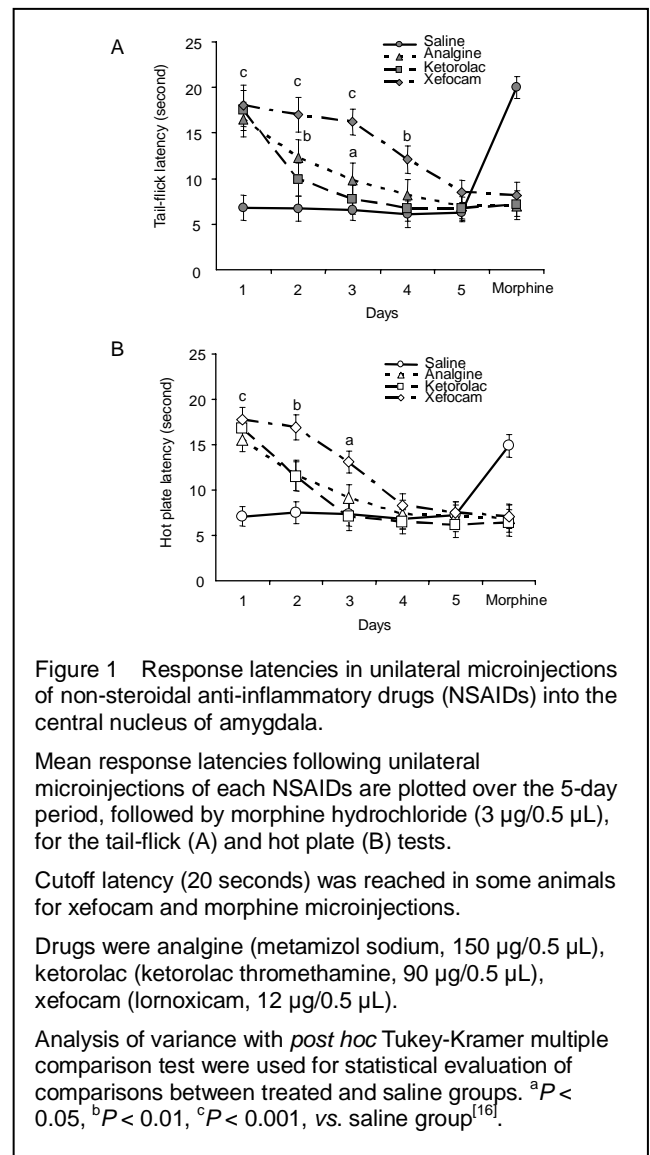 A
Saline
Analgine
Ketorolac
Xefocam
25
20
15
10
5
0
Tail-flick latency (second)
c
c
c
b
b
a
1
2
3
4
5
Morphine
Days
B
Saline
Analgine
Ketorolac
Xefocam
25
20
15
10
5
0
Hot plate latency (second)
c
b
a
1
2
3
4
5
Morphine
Days
Figure 1 Response latencies in unilateral microinjections
of non-steroidal anti-inflammatory drugs (NSAIDs) into the
central nucleus of amygdala.
Mean response latencies following unilateral
microinjections of each NSAIDs are plotted over the 5-day
period, followed by morphine hydrochloride (3 μg/0.5 μL),
for the tail-flick (A) and hot plate (B) tests.
Cutoff latency (20 seconds) was reached in some animals
for xefocam and morphine microinjections.
Drugs were analgine (metamizol sodium, 150 μg/0.5 μL),
ketorolac (ketorolac thromethamine, 90 μg/0.5 μL),
xefocam (lornoxicam, 12 μg/0.5 μL).
Analysis of variance with post hoc Tukey-Kramer multiple
comparison test were used for statistical evaluation of
comparisons between treated and saline groups. aP <
0.05, bP < 0.01, cP < 0.001, vs. saline group[16].